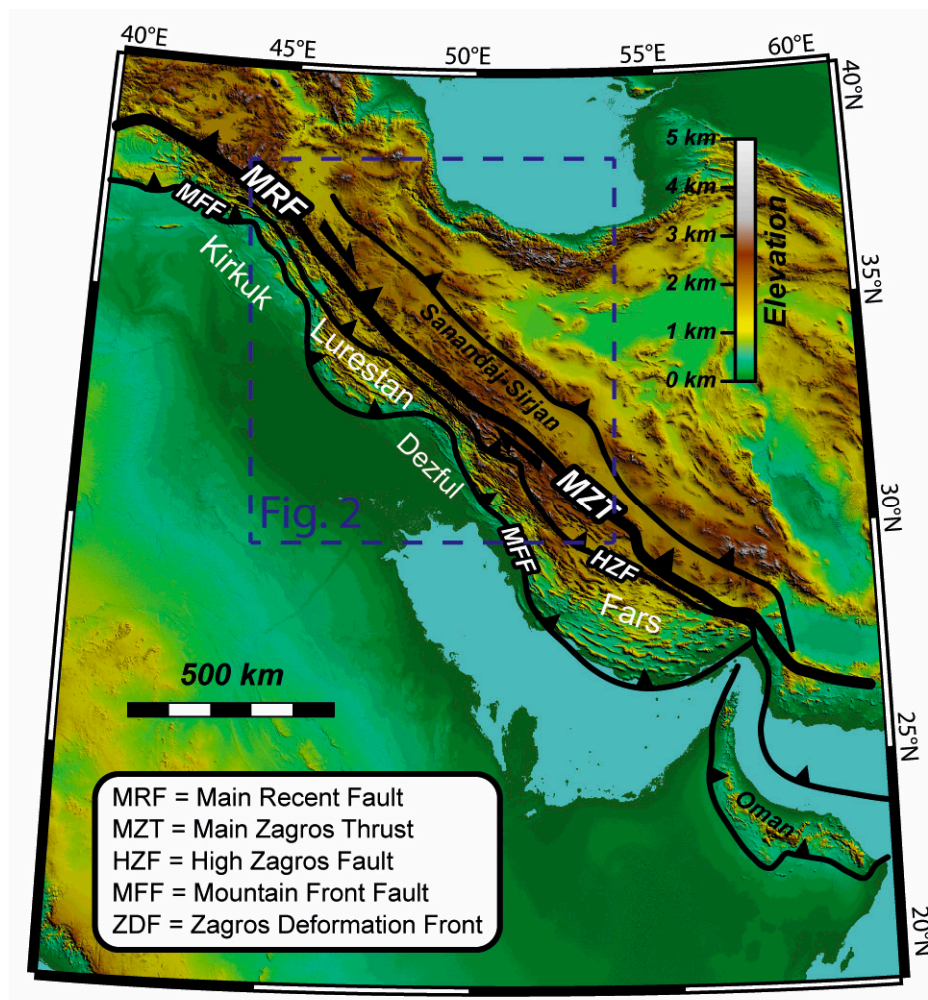 40°E
45°E
50°E
55°E
60°E
40°N
35°N
30°N
25°N
20°N
5 km
4 km
3 km
2 km
1 km
0 km
Elevation
MRF
MFF
Kirkuk
Lurestan
Sanandaj-Sirjan
Dezful
MZT
Fig. 2
MFF
HZF
Fars
500 km
Oman
MRF = Main Recent Fault
MZT = Main Zagros Thrust
HZF = High Zagros Fault
MFF = Mountain Front Fault
ZDF = Zagros Deformation Front